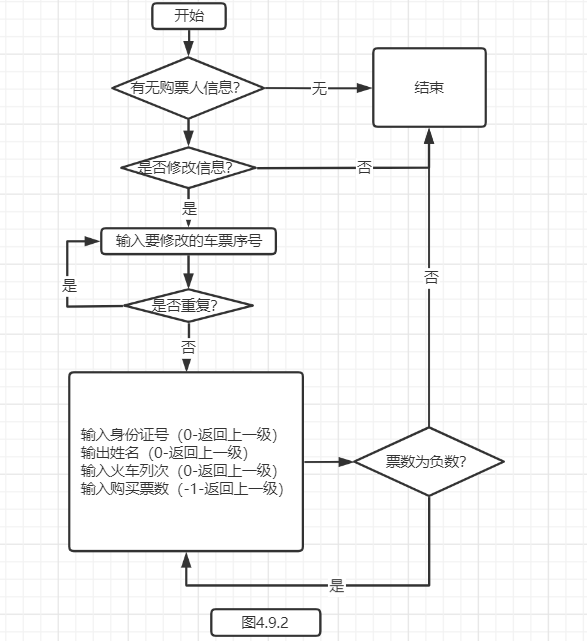 开始
有无购票人信息?
无
结束
是否修改信息?
否
是
输入要修改的车票序号
是
是否重复?
否
否
输入身份证号（0-返回上一级）
输出姓名（0-返回上一级）
输入火车列次（0-返回上一级）
输入购买票数（-1-返回上一级）
票数为负数?
是
图4.9.2